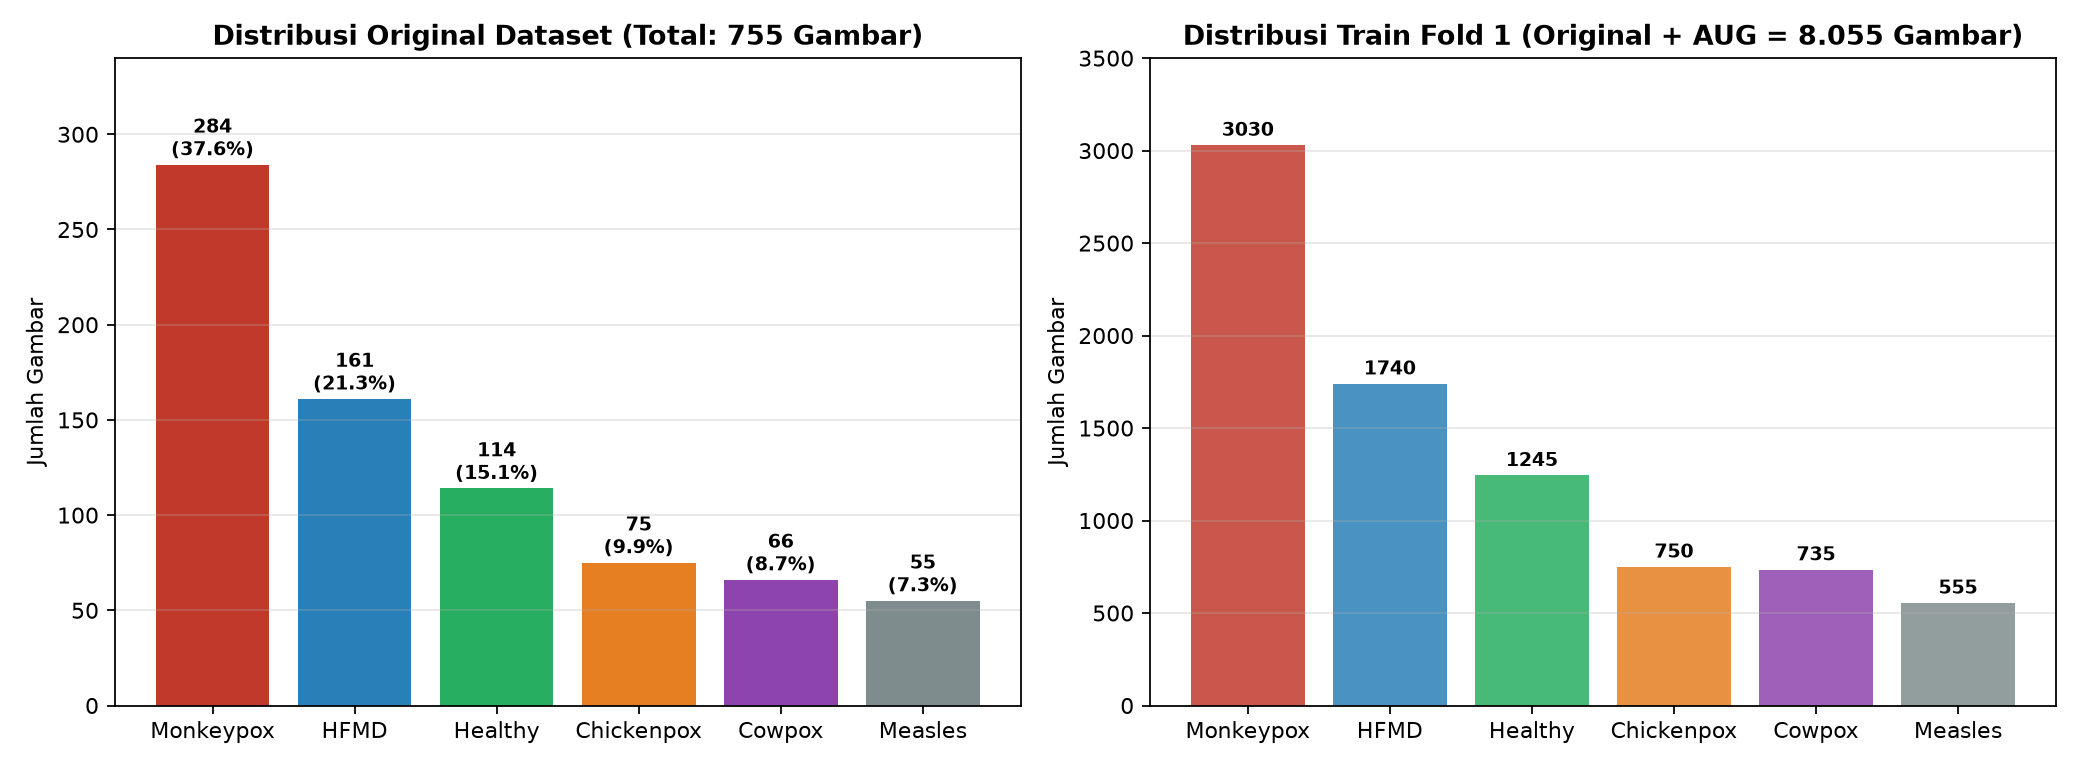 Distribusi Original Dataset (Total: 755 Gambar)
Jumlah Gambar
300
250
200
150
100
50
0
284
(37.6%)
161
(21.3%)
114
(15.1%)
75
(9.9%)
66
(8.7%)
55
(7.3%)
Monkeypox
HFMD
Healthy
Chickenpox
Cowpox
Measles
Distribusi Train Fold 1 (Original + AUG = 8.055 Gambar)
Jumlah Gambar
3500
3000
2500
2000
1500
1000
500
0
3030
1740
1245
750
735
555
Monkeypox
HFMD
Healthy
Chickenpox
Cowpox
Measles